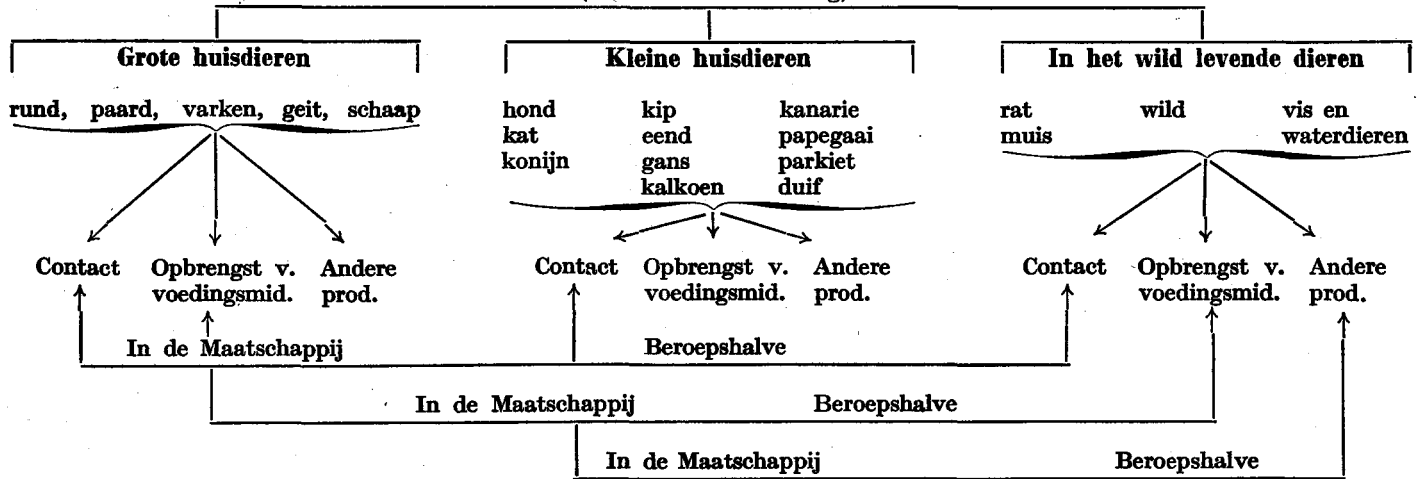 Grote huisdieren
Kleine huisdieren
In het wild levende dieren
rund, paard, varken, geit, schaap
hond kip kanarie
kat eend papegaai
konijn gans parkiet
kalkoen duif
rat wild vis en
muis waterdieren
Contact Opbrengst v. Andere
voedingsmid. prod.
Contact Opbrengst v. Andere
voedingsmid. prod.
Contact Opbrengst v. Andere
voedingsmid. prod.
In de Maatschappij Beroepshalve
In de Maatschappij Beroepshalve
In de Maatschappij Beroepshalve